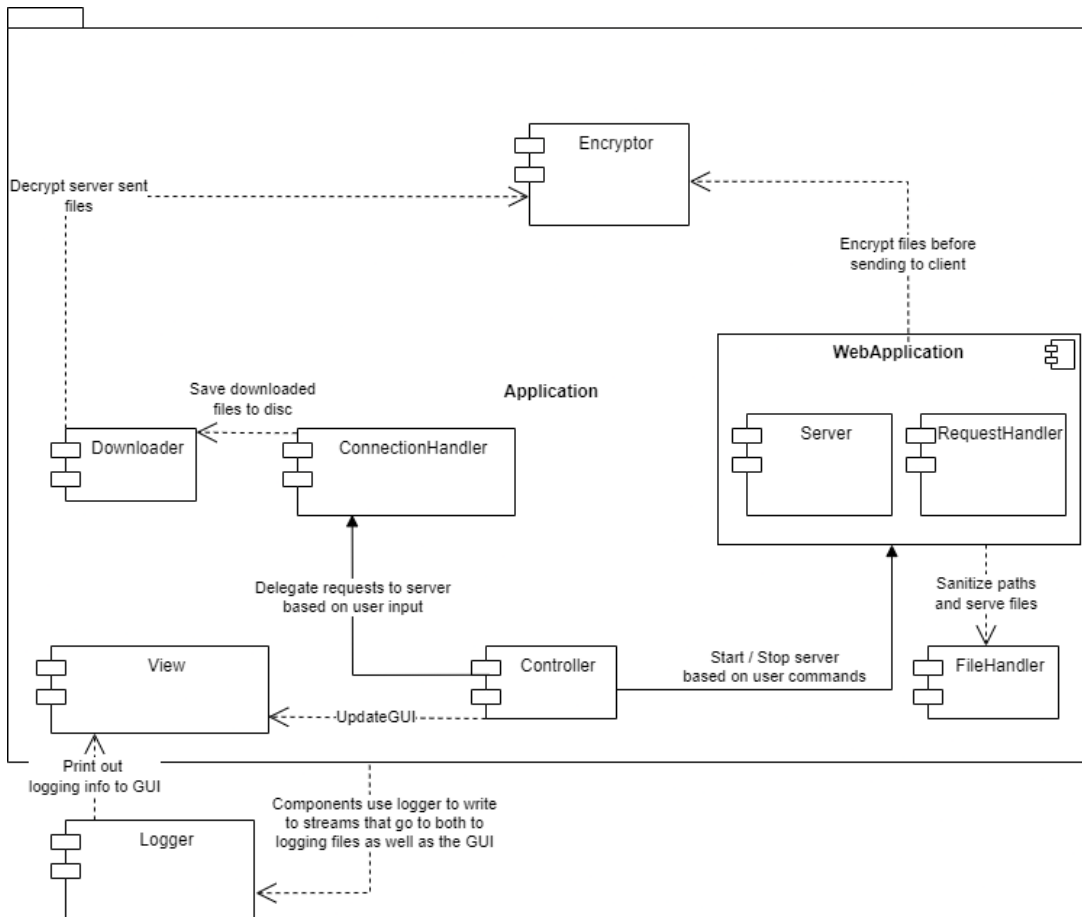 Encryptor
Decrypt server sent
files
Encrypt files before
sending to client
WebApplication
Save downloaded
files to disc
Application
Downloader
ConnectionHandler
Server
RequestHandler
Delegate requests to server
based on user input
Sanitize paths
and serve files
View
Controller
Start / Stop server
based on user commands
FileHandler
UpdateGUI
Print out
logging info to GUI
Components use logger to write
to streams that go to both to
logging files as well as the GUI
Logger